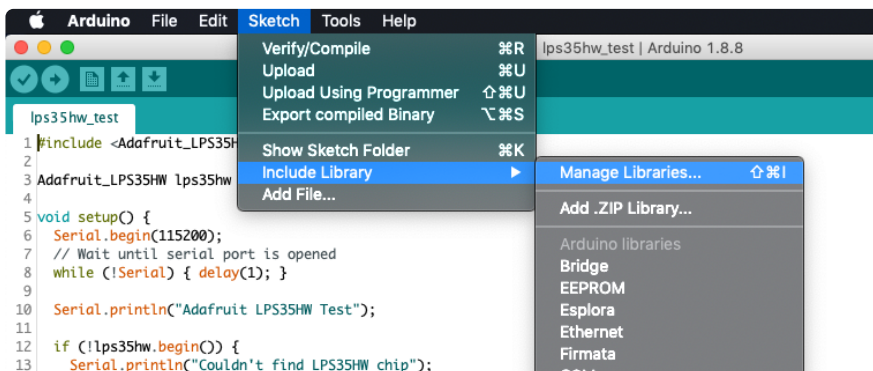 Arduino File Edit Sketch Tools Help
lps35hw_test | Arduino 1.8.8
Verify/Compile ⌘R
Upload ⌘U
Upload Using Programmer ⇧⌘U
Export compiled Binary ⌥⌘S
Show Sketch Folder ⌘K
Include Library ▶
Add File...
Manage Libraries... ⇧⌘I
Add .ZIP Library...
Arduino libraries
Bridge
EEPROM
Esplora
Ethernet
Firmata
lps35hw_test
1 #include <Adafruit_LPS35H
2
3 Adafruit_LPS35HW lps35hw
4
5 void setup() {
6 Serial.begin(115200);
7 // Wait until serial port is opened
8 while (!Serial) { delay(1); }
9
10 Serial.println("Adafruit LPS35HW Test");
11
12 if (!lps35hw.begin()) {
13 Serial.println("Couldn't find LPS35HW chip");